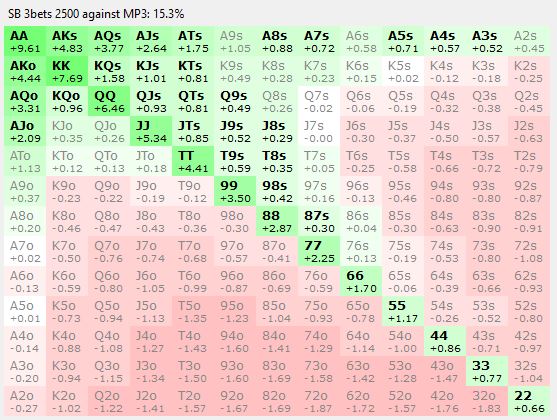 SB 3bets 2500 against MP3: 15.3%
AA AKs AQs AJs ATs A9s A8s A7s A6s A5s A4s A3s A2s
+9.61 +4.83 +3.77 +2.64 +1.75 +1.05 +0.88 +0.72 +0.58 +0.71 +0.57 +0.52 +0.45
AKo KK KQs KJs KTs K9s K8s K7s K6s K5s K4s K3s K2s
+4.44 +7.69 +1.58 +1.01 +0.81 +0.49 +0.28 +0.23 +0.15 +0.02 -0.12 -0.18 -0.25
AQo KQo QQ QJs QTs Q9s Q8s Q7s Q6s Q5s Q4s Q3s Q2s
+3.31 +0.96 +6.46 +0.93 +0.81 +0.49 +0.26 -0.02 -0.06 -0.19 -0.32 -0.38 -0.45
AJo KJo QJo JJ JTs J9s J8s J7s J6s J5s J4s J3s J2s
+2.09 +0.35 +0.26 +5.34 +0.85 +0.52 +0.29 -0.00 -0.30 -0.37 -0.50 -0.57 -0.63
ATo KTo QTo JTo TT T9s T8s T7s T6s T5s T4s T3s T2s
+1.13 +0.12 +0.13 +0.18 +4.41 +0.59 +0.35 +0.05 -0.25 -0.58 -0.66 -0.72 -0.79
A9o K9o Q9o J9o T9o 99 98s 97s 96s 95s 94s 93s 92s
+0.37 -0.23 -0.22 -0.19 -0.12 +3.50 +0.42 +0.16 -0.13 -0.46 -0.80 -0.80 -0.87
A8o K8o Q8o J8o T8o 98o 88 87s 86s 85s 84s 83s 82s
+0.20 -0.46 -0.47 -0.43 -0.36 -0.30 +2.87 +0.30 +0.04 -0.30 -0.63 -0.90 -0.91
A7o K7o Q7o J7o T7o 97o 87o 77 76s 75s 74s 73s 72s
+0.02 -0.50 -0.76 -0.74 -0.68 -0.57 -0.41 +2.25 +0.13 -0.19 -0.53 -0.80 -1.08
A6o K6o Q6o J6o T6o 96o 86o 76o 66 65s 64s 63s 62s
-0.13 -0.59 -0.80 -1.05 -0.99 -0.87 -0.69 -0.59 +1.70 -0.06 -0.39 -0.66 -0.93
A5o K5o Q5o J5o T5o 95o 85o 75o 65o 55 54s 53s 52s
+0.01 -0.73 -0.94 -1.13 -1.35 -1.23 -1.04 -0.93 -0.78 +1.17 -0.26 -0.52 -0.80
A4o K4o Q4o J4o T4o 94o 84o 74o 64o 54o 44 43s 42s
-0.14 -0.88 -1.08 -1.27 -1.43 -1.60 -1.41 -1.29 -1.14 -1.00 +0.86 -0.71 -0.97
A3o K3o Q3o J3o T3o 93o 83o 73o 63o 53o 43o 33 32s
-0.20 -0.94 -1.15 -1.34 -1.50 -1.60 -1.69 -1.58 -1.42 -1.28 -1.47 +0.77 -1.04
A2o K2o Q2o J2o T2o 92o 82o 72o 62o 52o 42o 32o 22
-0.27 -1.02 -1.22 -1.41 -1.57 -1.67 -1.69 -1.87 -1.72 -1.57 -1.76 -1.83 +0.66